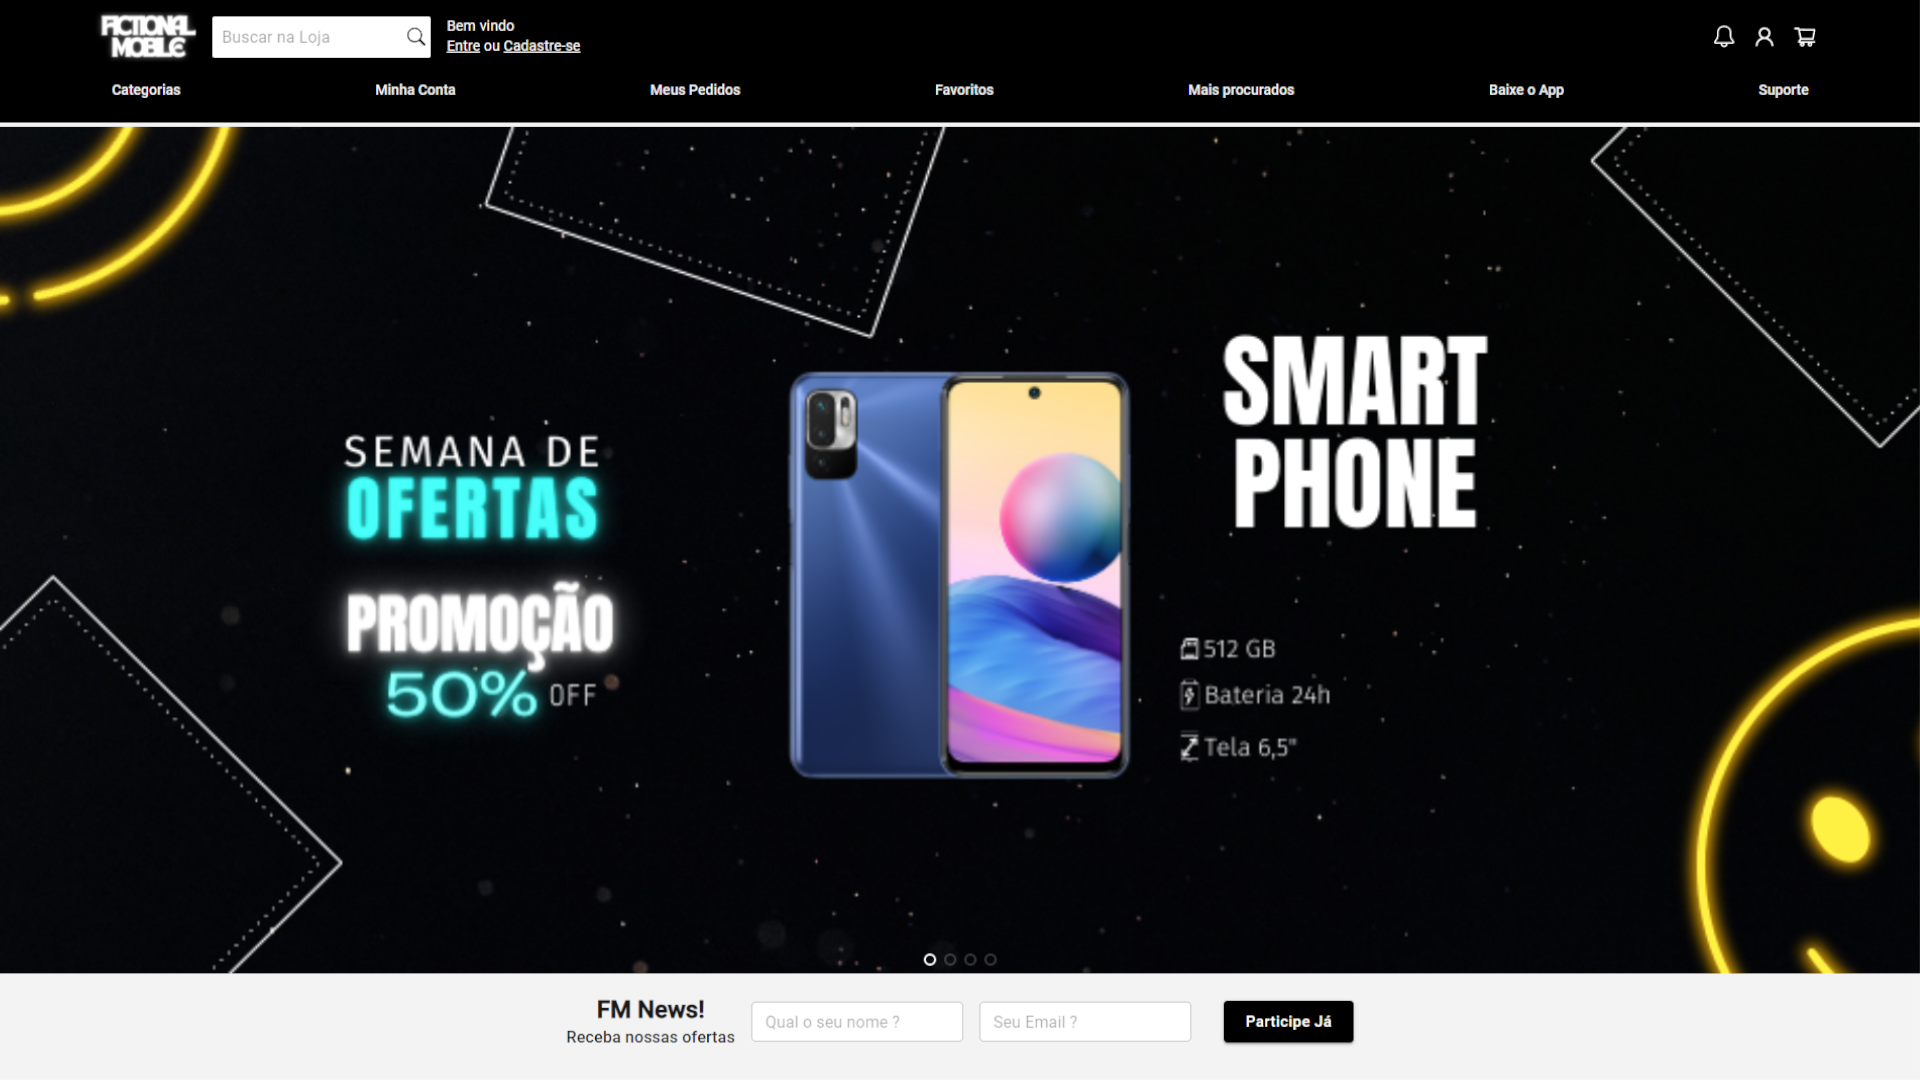 FICTIONAL
MOBILE
Buscar na Loja
Bem vindo
Entre ou Cadastre-se
Categorias
Minha Conta
Meus Pedidos
Favoritos
Mais procurados
Baixe o App
Suporte
SEMANA DE
OFERTAS
PROMOÇÃO
50% OFF
SMART
PHONE
512 GB
Bateria 24h
Tela 6,5"
FM News!
Receba nossas ofertas
Qual o seu nome ?
Seu Email ?
Participe Já